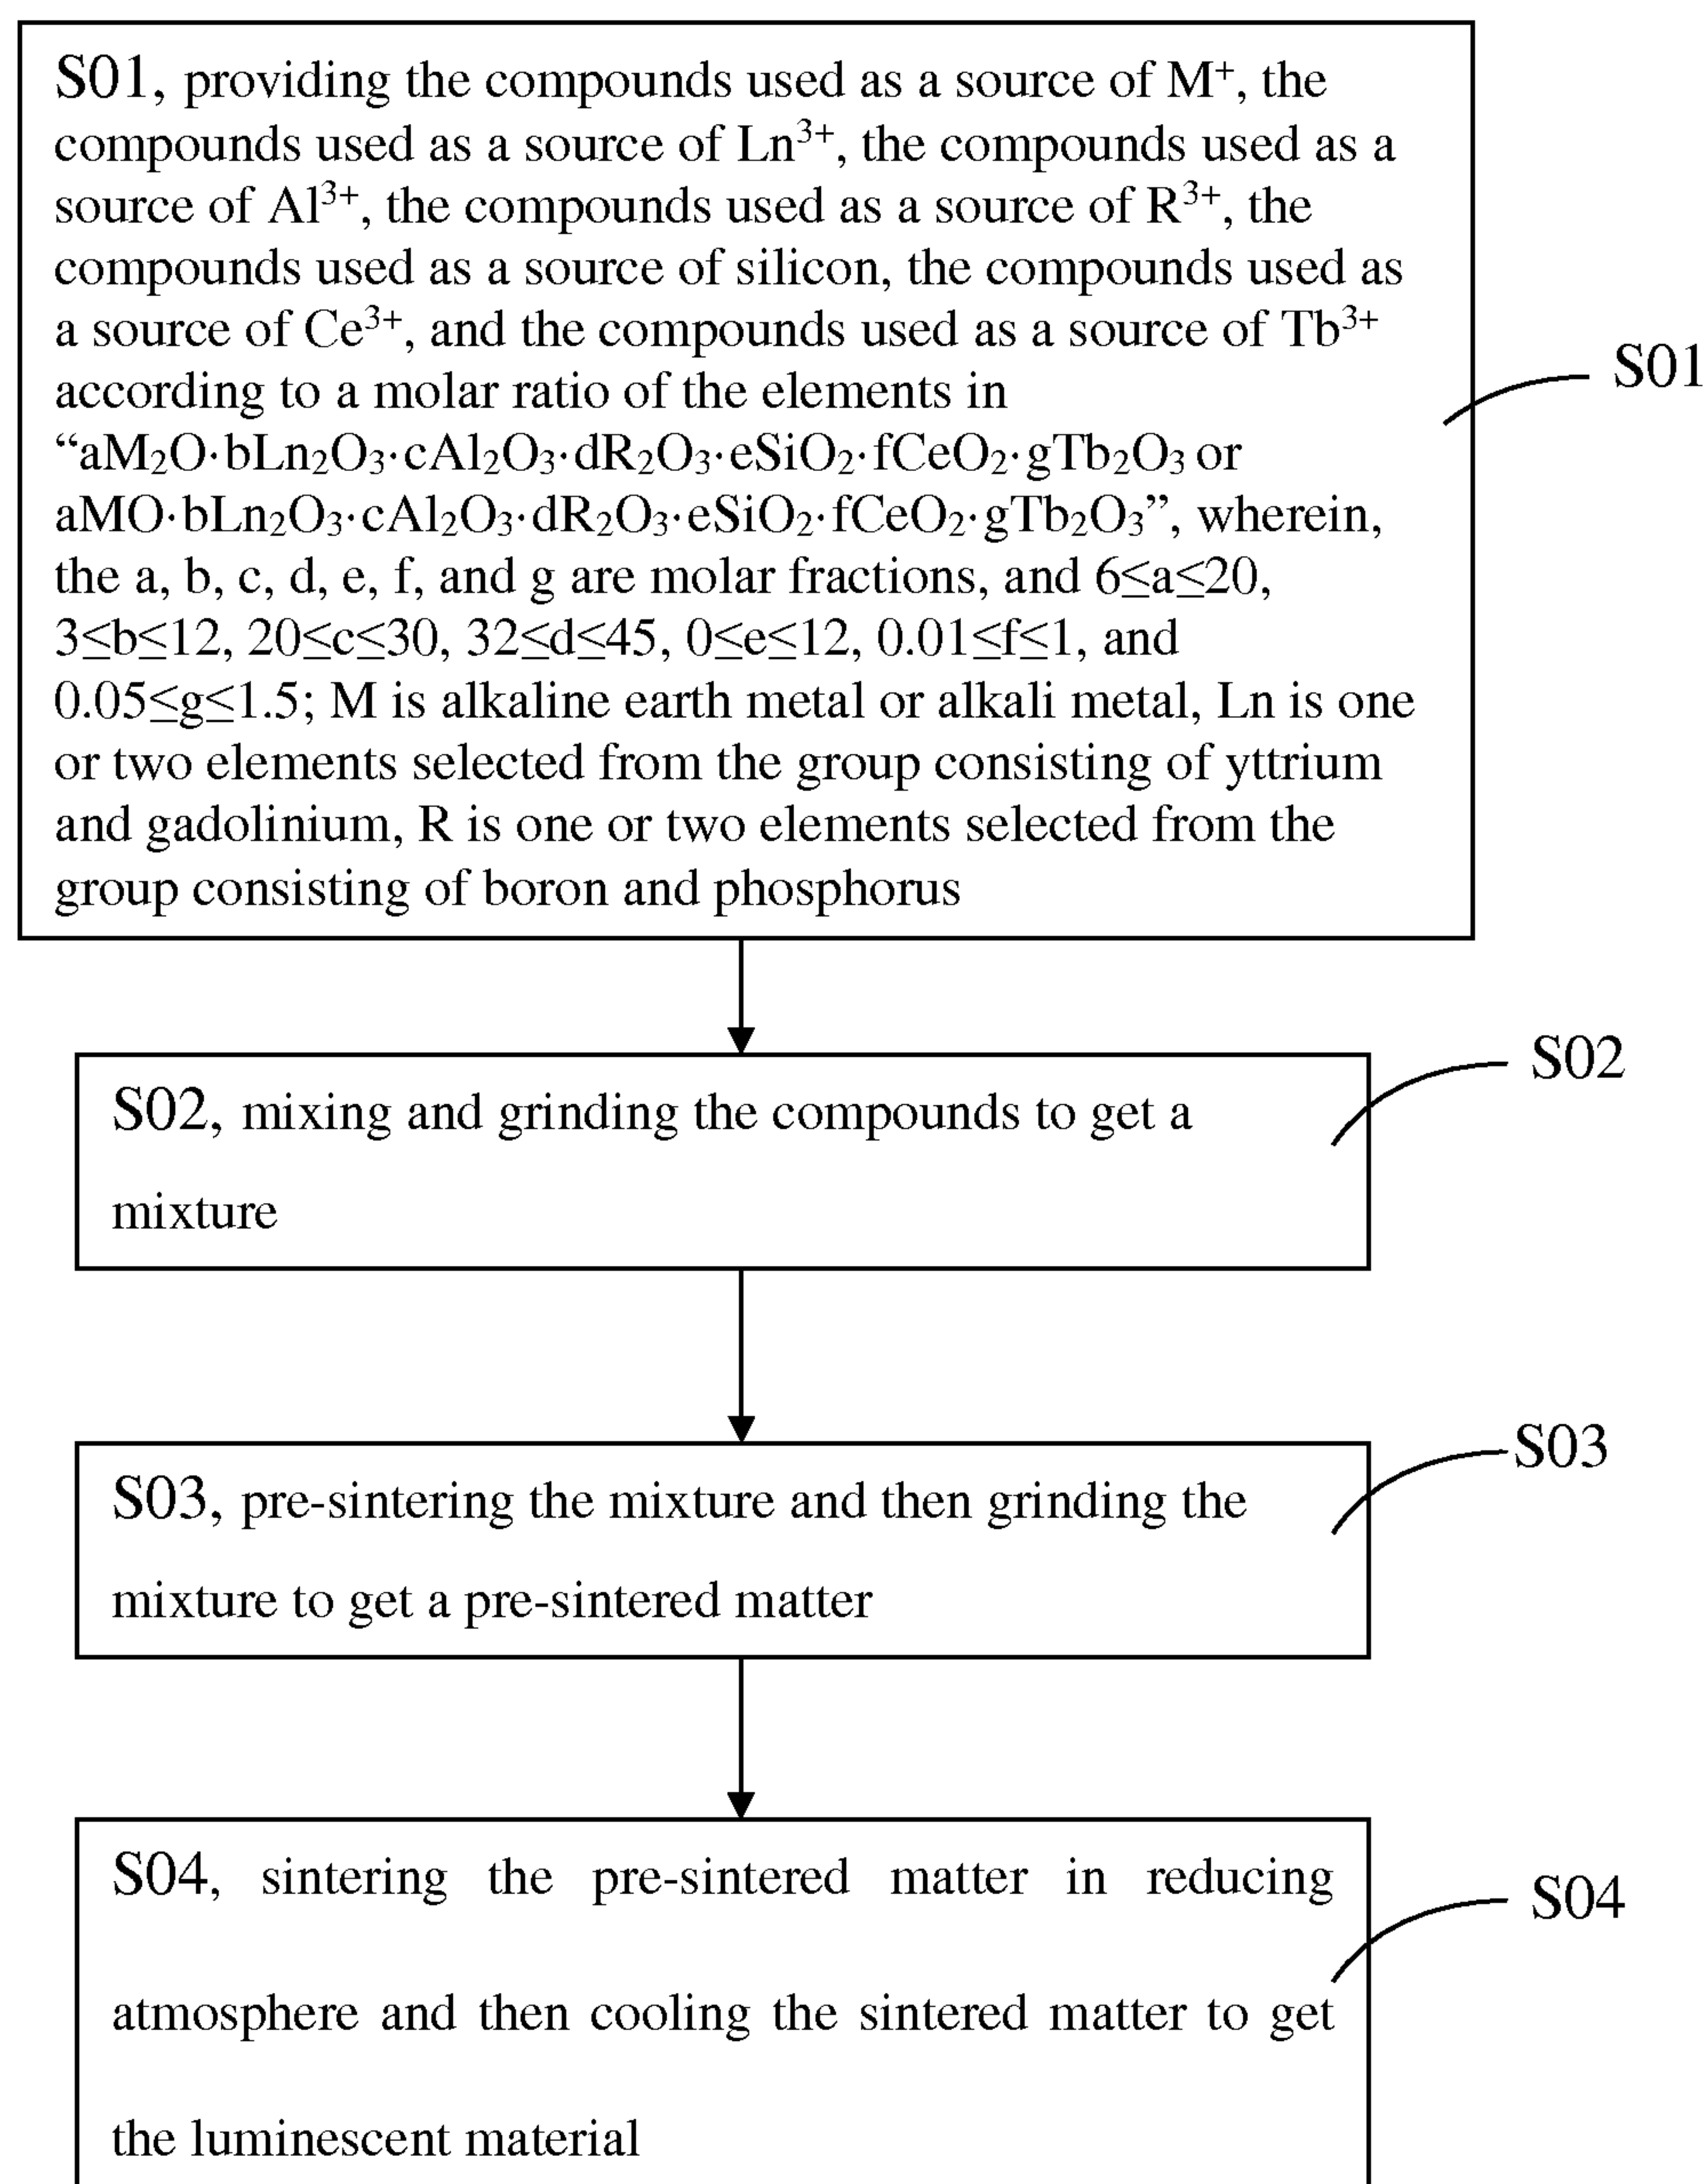 S01, providing the compounds used as a source of M⁺, the
compounds used as a source of Ln³⁺, the compounds used as a
source of Al³⁺, the compounds used as a source of R³⁺, the
compounds used as a source of silicon, the compounds used as
a source of Ce³⁺, and the compounds used as a source of Tb³⁺
according to a molar ratio of the elements in
“aM₂O·bLn₂O₃·cAl₂O₃·dR₂O₃·eSiO₂·fCeO₂·gTb₂O₃ or
aMO·bLn₂O₃·cAl₂O₃·dR₂O₃·eSiO₂·fCeO₂·gTb₂O₃”, wherein,
the a, b, c, d, e, f, and g are molar fractions, and 6≤a≤20,
3≤b≤12, 20≤c≤30, 32≤d≤45, 0≤e≤12, 0.01≤f≤1, and
0.05≤g≤1.5; M is alkaline earth metal or alkali metal, Ln is one
or two elements selected from the group consisting of yttrium
and gadolinium, R is one or two elements selected from the
group consisting of boron and phosphorus
S01
S02, mixing and grinding the compounds to get a
mixture
S02
S03, pre-sintering the mixture and then grinding the
mixture to get a pre-sintered matter
S03
S04, sintering the pre-sintered matter in reducing
atmosphere and then cooling the sintered matter to get
the luminescent material
S04